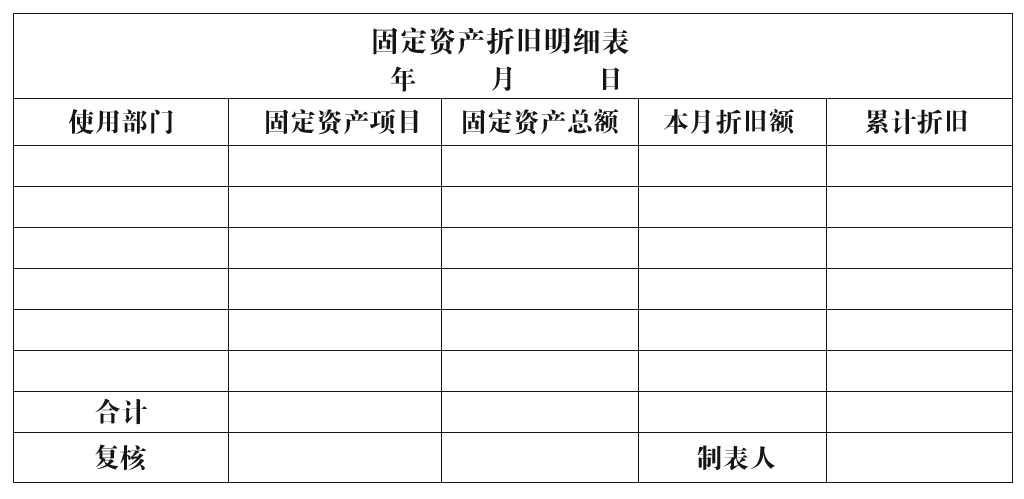 固定资产折旧明细表
年 月 日
使用部门 固定资产项目 固定资产总额 本月折旧额 累计折旧
合计
复核 制表人